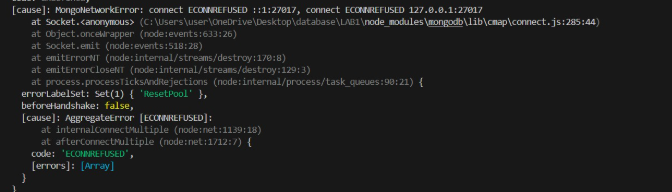 [cause]: MongoNetworkError: connect ECONNREFUSED ::1:27017, connect ECONNREFUSED 127.0.0.1:27017
at Socket.<anonymous> (C:\Users\user\OneDrive\Desktop\database\LAB1\node_modules\mongodb\lib\cmap\connect.js:285:44)
at Object.onceWrapper (node:events:633:26)
at Socket.emit (node:events:518:28)
at emitErrorNT (node:internal/streams/destroy:170:8)
at emitErrorCloseNT (node:internal/streams/destroy:129:3)
at process.processTicksAndRejections (node:internal/process/task_queues:90:21) {
errorLabelSet: Set(1) { 'ResetPool' },
beforeHandshake: false,
[cause]: AggregateError [ECONNREFUSED]:
at internalConnectMultiple (node:net:1139:18)
at afterConnectMultiple (node:net:1712:7) {
code: 'ECONNREFUSED',
[errors]: [Array]
}
}